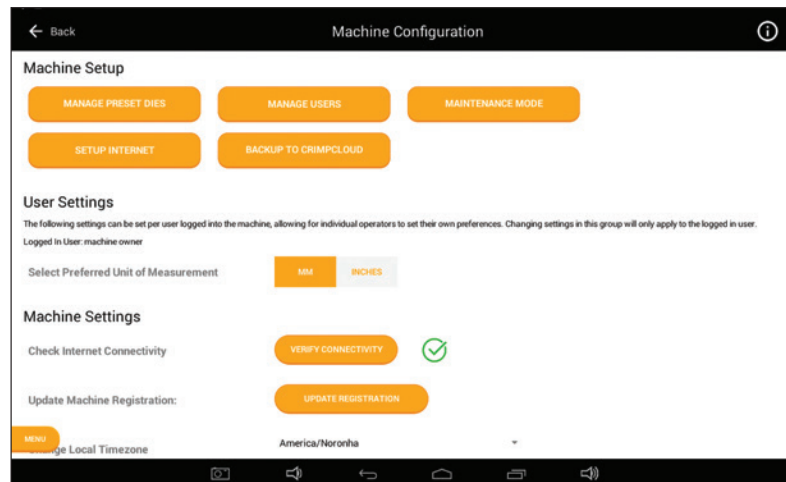 Back
Machine Configuration
Machine Setup
MANAGE PRESET DIES
MANAGE USERS
MAINTENANCE MODE
SETUP INTERNET
BACKUP TO CRIMPCLOUD
User Settings
The following settings can be set per user logged into the machine, allowing for individual operators to set their own preferences. Changing settings in this group will only apply to the logged in user.
Logged In User: machine owner
Select Preferred Unit of Measurement
MM
INCHES
Machine Settings
Check Internet Connectivity
VERIFY CONNECTIVITY
Update Machine Registration:
UPDATE REGISTRATION
MENU
Local Timezone
America/Noronha